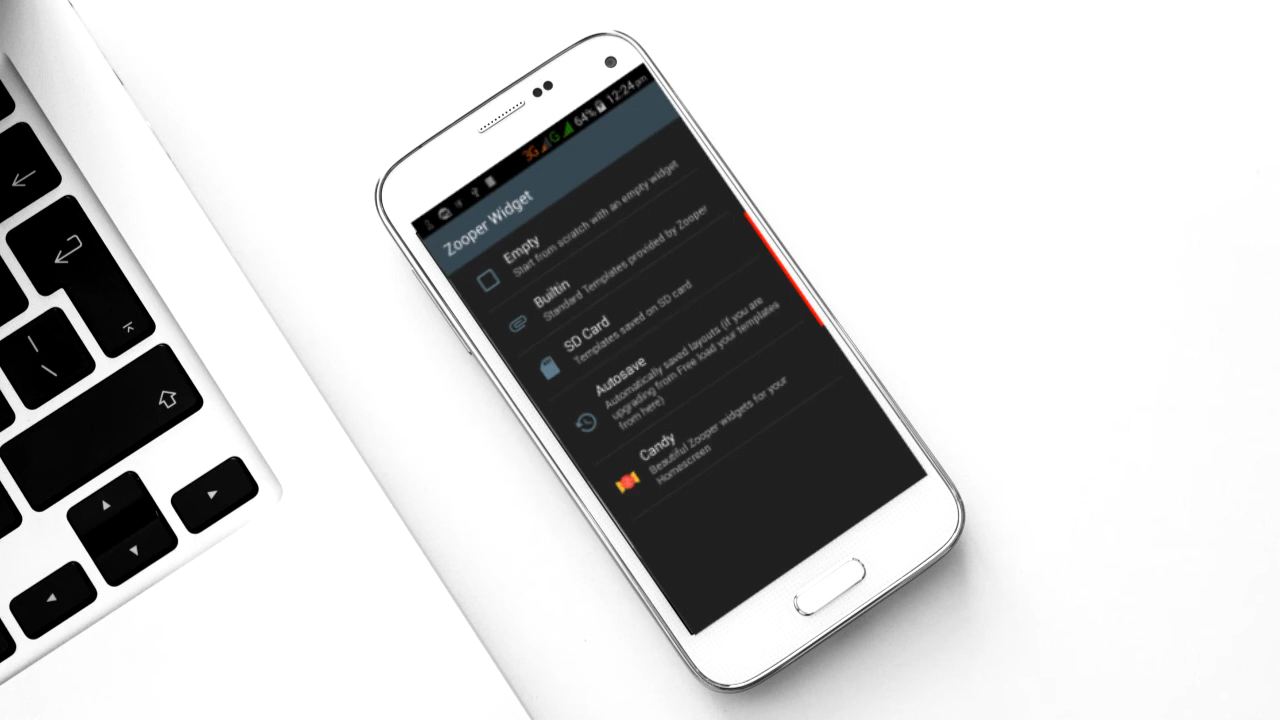 3G G 64% 12:24pm
Zooper Widget
Empty
Start from scratch with an empty widget
Builtin
Standard Templates provided by Zooper
SD Card
Templates saved on SD card
Autosave
Automatically saved layouts (if you are
upgrading from Free load your templates
from here)
Candy
Beautiful Zooper widgets for your
Homescreen